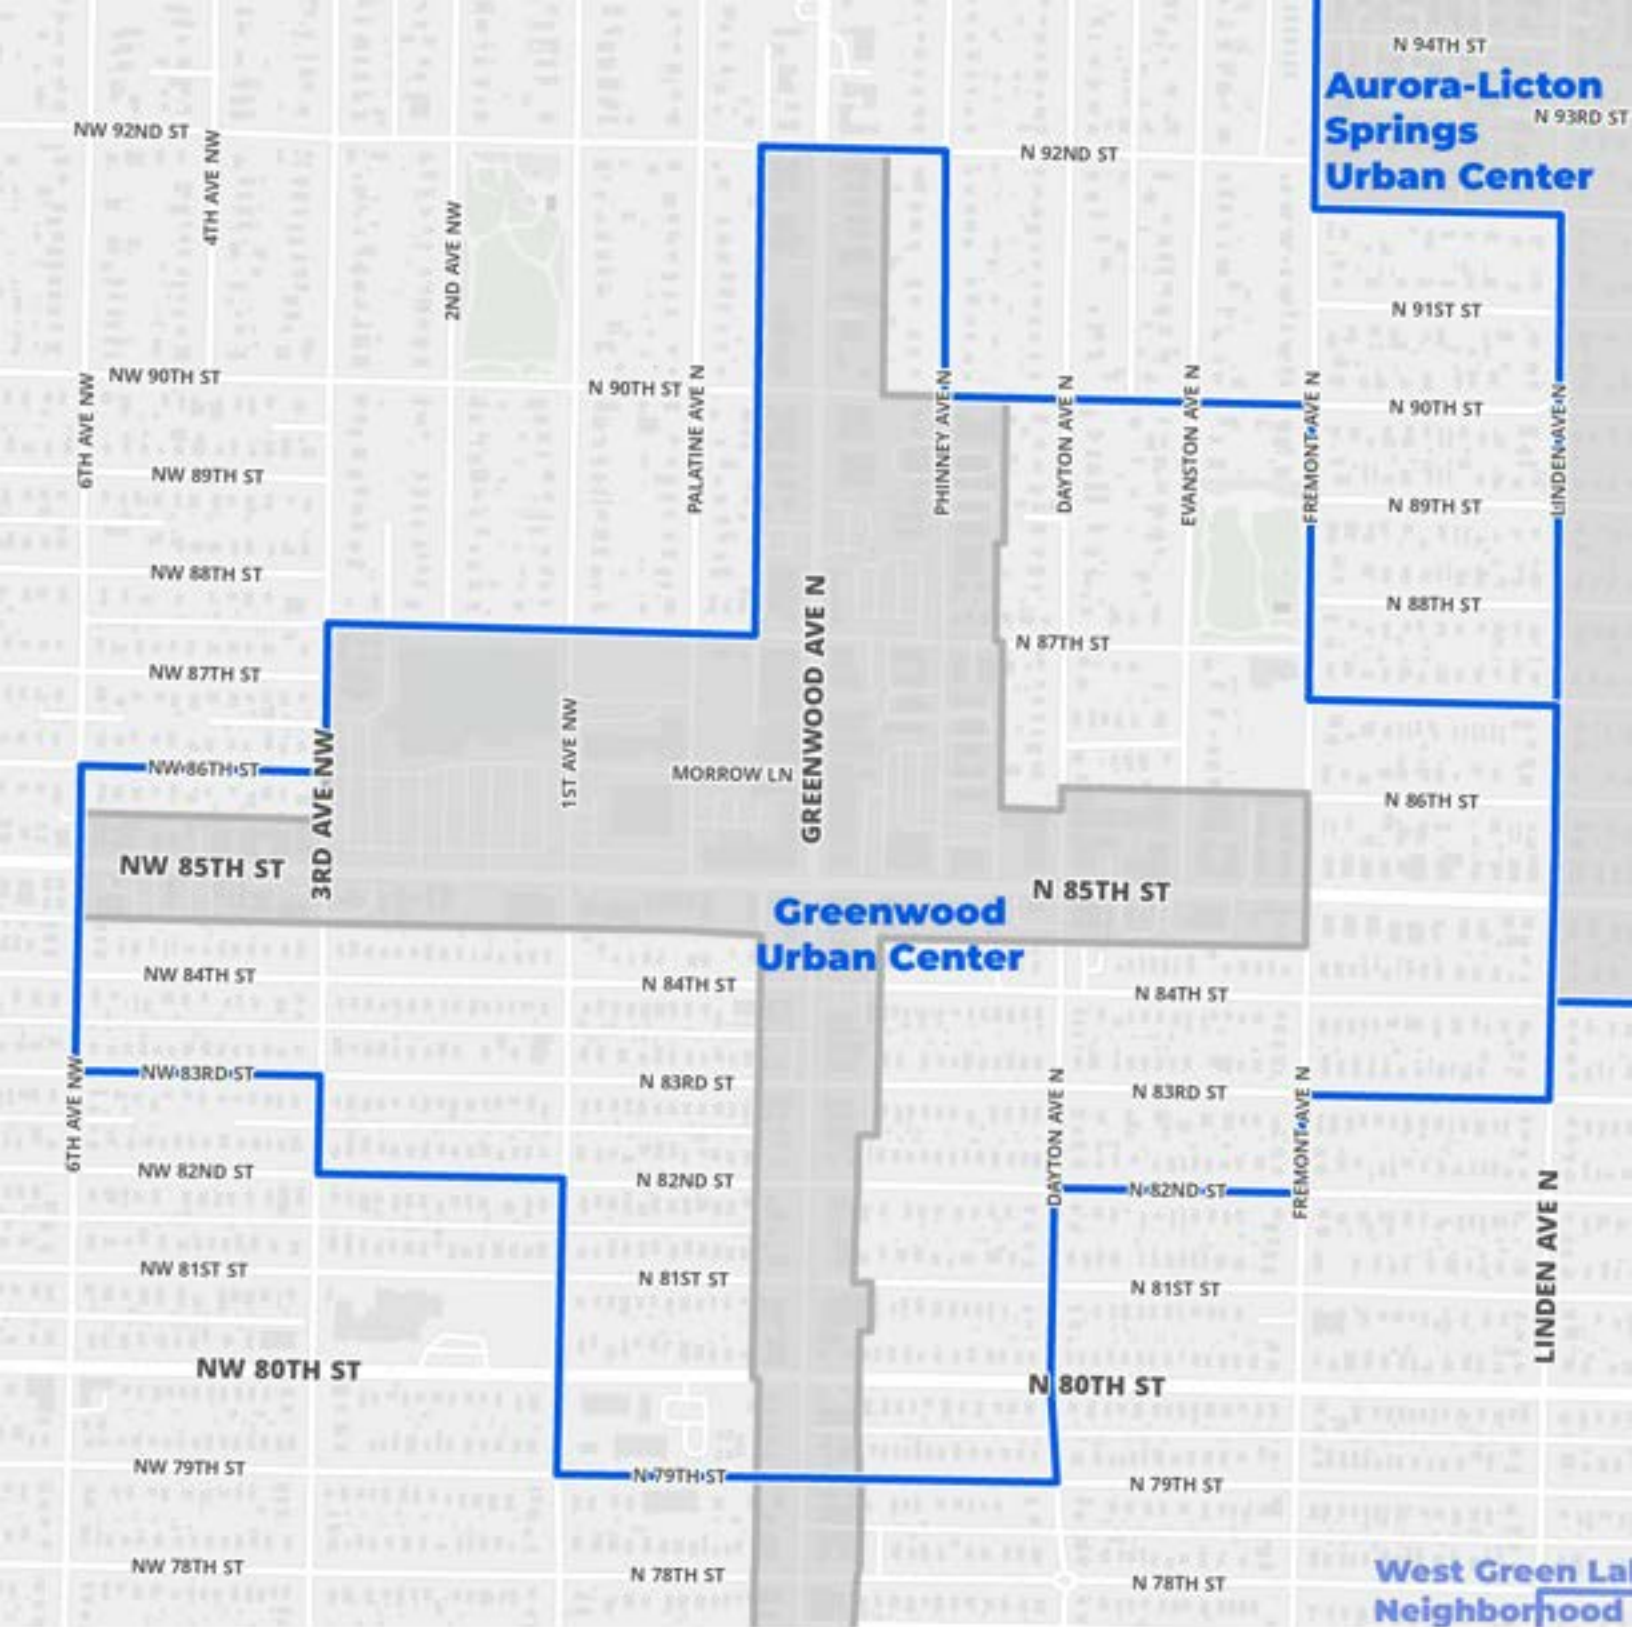 N 94TH ST
Aurora-Licton
Springs
Urban Center
N 93RD ST
NW 92ND ST
4TH AVE NW
N 92ND ST
2ND AVE NW
N 91ST ST
6TH AVE NW
NW 90TH ST
N 90TH ST
PALATINE AVE N
PHINNEY AVE N
DAYTON AVE N
EVANSTON AVE N
FREMONT AVE N
N 90TH ST
LINDEN AVE N
NW 89TH ST
N 89TH ST
NW 88TH ST
N 88TH ST
GREENWOOD AVE N
N 87TH ST
NW 87TH ST
1ST AVE NW
NW 86TH ST
3RD AVE NW
MORROW LN
N 86TH ST
NW 85TH ST
N 85TH ST
Greenwood
Urban Center
NW 84TH ST
N 84TH ST
N 84TH ST
6TH AVE NW
NW 83RD ST
N 83RD ST
DAYTON AVE N
N 83RD ST
FREMONT AVE N
NW 82ND ST
N 82ND ST
N 82ND ST
LINDEN AVE N
NW 81ST ST
N 81ST ST
N 81ST ST
NW 80TH ST
N 80TH ST
NW 79TH ST
N 79TH ST
N 79TH ST
NW 78TH ST
N 78TH ST
N 78TH ST
West Green La
Neighborhood